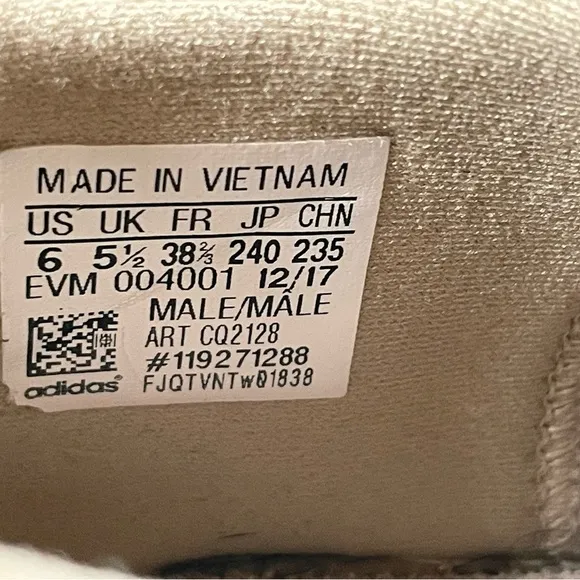 MADE IN VIETNAM
US UK FR JP CHN
6 5½ 38⅔ 240 235
EVM 004001 12/17
MALE/MÂLE
ART CQ2128
#119271288
adidas® FJQTVNTW01838